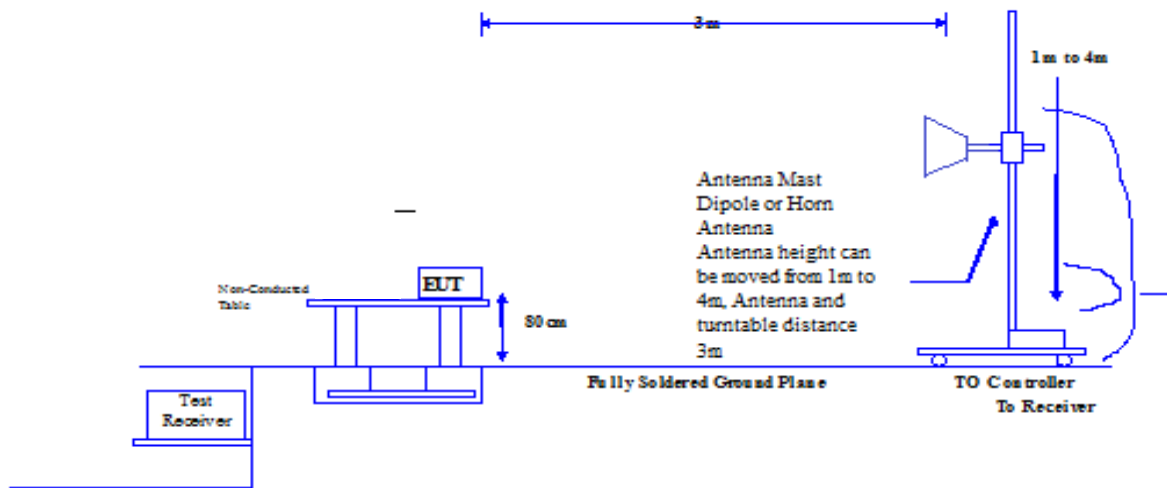 3m
1m to 4m
Antenna Mast
Dipole or Horn
Antenna
Antenna height can
be moved from 1m to
4m, Antenna and
turntable distance
3m
Non-Conducted
Table
EUT
80cm
Fully Soldered Ground Plane
TO Controller
To Receiver
Test
Receiver